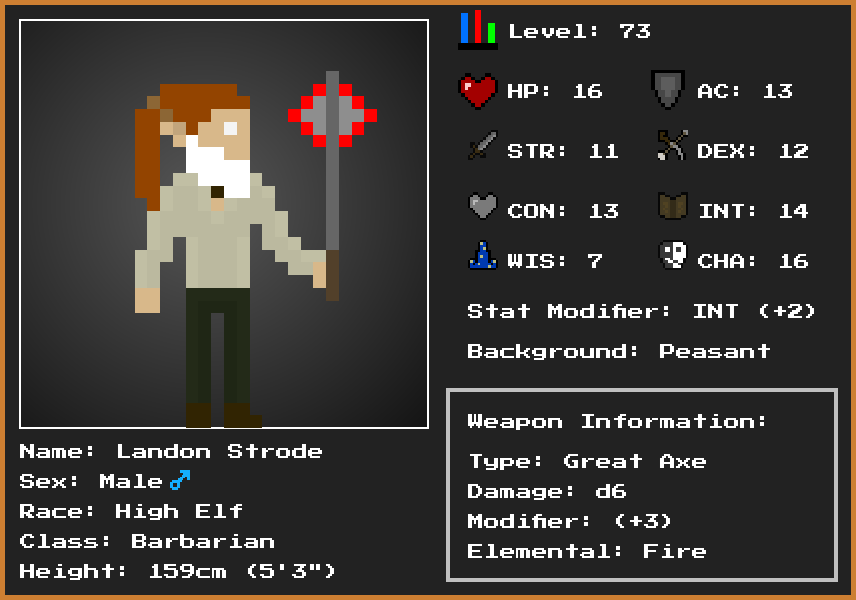 Level: 73
HP: 16
AC: 13
STR: 11
DEX: 12
CON: 13
INT: 14
WIS: 7
CHA: 16
Stat Modifier: INT (+2)
Background: Peasant
Weapon Information:
Type: Great Axe
Damage: d6
Modifier: (+3)
Elemental: Fire
Name: Landon Strode
Sex: Male♂
Race: High Elf
Class: Barbarian
Height: 159cm (5'3")